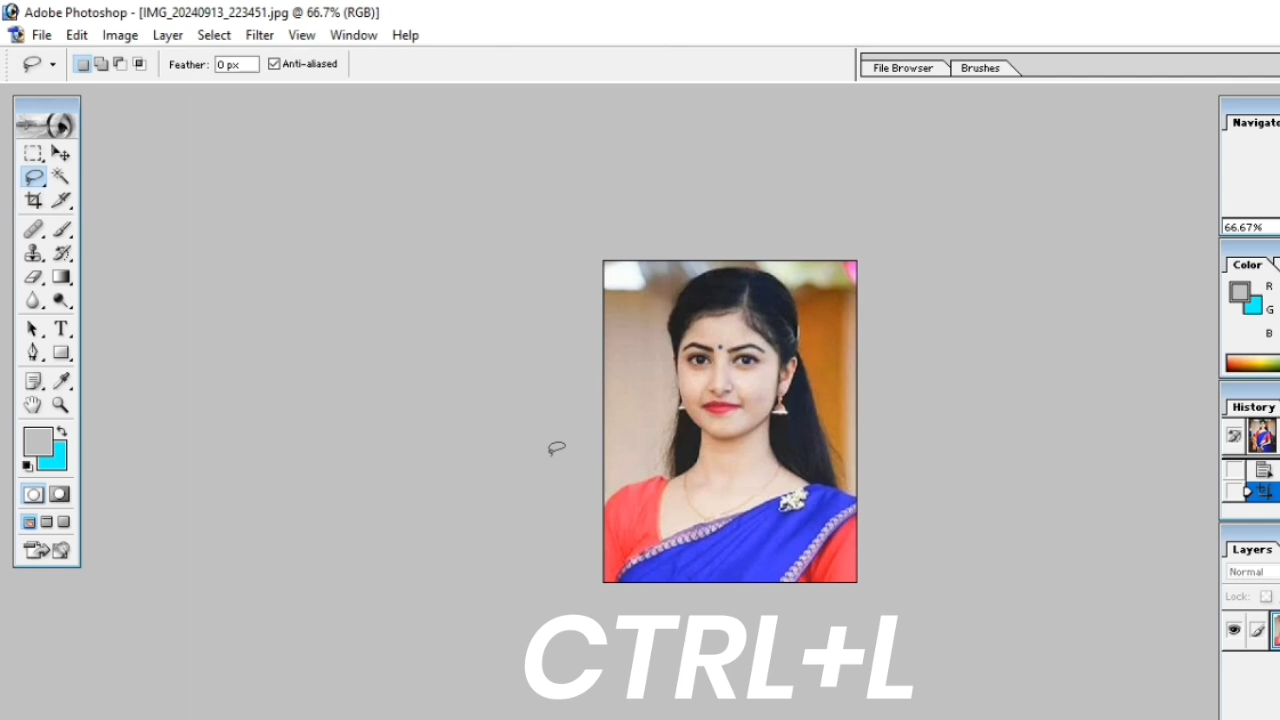 Adobe Photoshop - [IMG_20240913_223451.jpg @ 66.7% (RGB)]
File Edit Image Layer Select Filter View Window Help
Feather: 0 px Anti-aliased
File Browser Brushes
Navigato
66.67%
Color
R
G
B
History
Layers
Normal
Lock:
T
CTRL+L